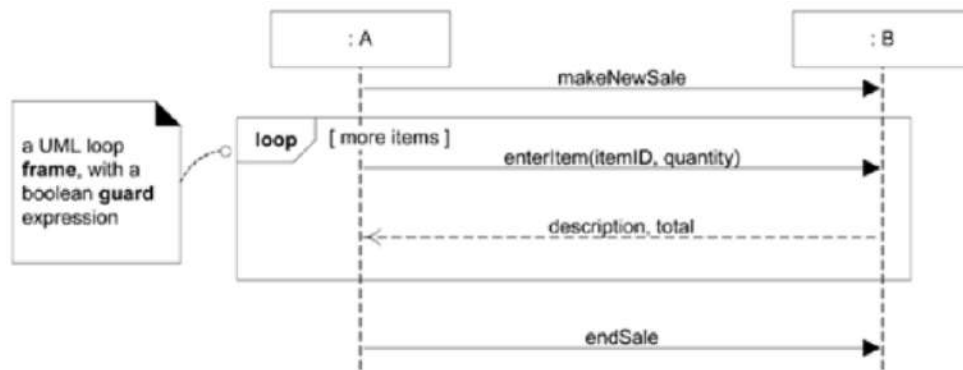 : A
: B
makeNewSale
a UML loop
frame, with a
boolean guard
expression
loop
[ more items ]
enterItem(itemID, quantity)
description, total
endSale